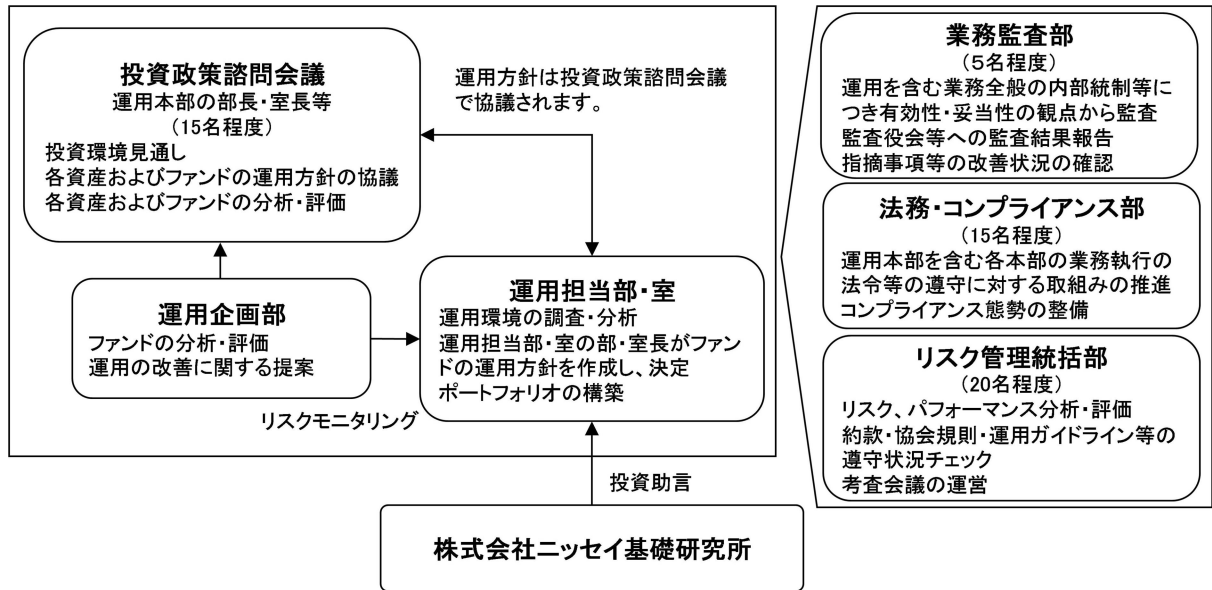 投資政策諮問会議
運用本部の部長・室長等
（15名程度）
投資環境見通し
各資産およびファンドの運用方針の協議
各資産およびファンドの分析・評価
運用方針は投資政策諮問会議
で協議されます。
運用企画部
ファンドの分析・評価
運用の改善に関する提案
リスクモニタリング
運用担当部・室
運用環境の調査・分析
運用担当部・室の部・室長がファン
ドの運用方針を作成し、決定
ポートフォリオの構築
投資助言
株式会社ニッセイ基礎研究所
業務監査部
（5名程度）
運用を含む業務全般の内部統制等に
つき有効性・妥当性の観点から監査
監査役会等への監査結果報告
指摘事項等の改善状況の確認
法務・コンプライアンス部
（15名程度）
運用本部を含む各本部の業務執行の
法令等の遵守に対する取組みの推進
コンプライアンス態勢の整備
リスク管理統括部
（20名程度）
リスク、パフォーマンス分析・評価
約款・協会規則・運用ガイドライン等の
遵守状況チェック
考査会議の運営